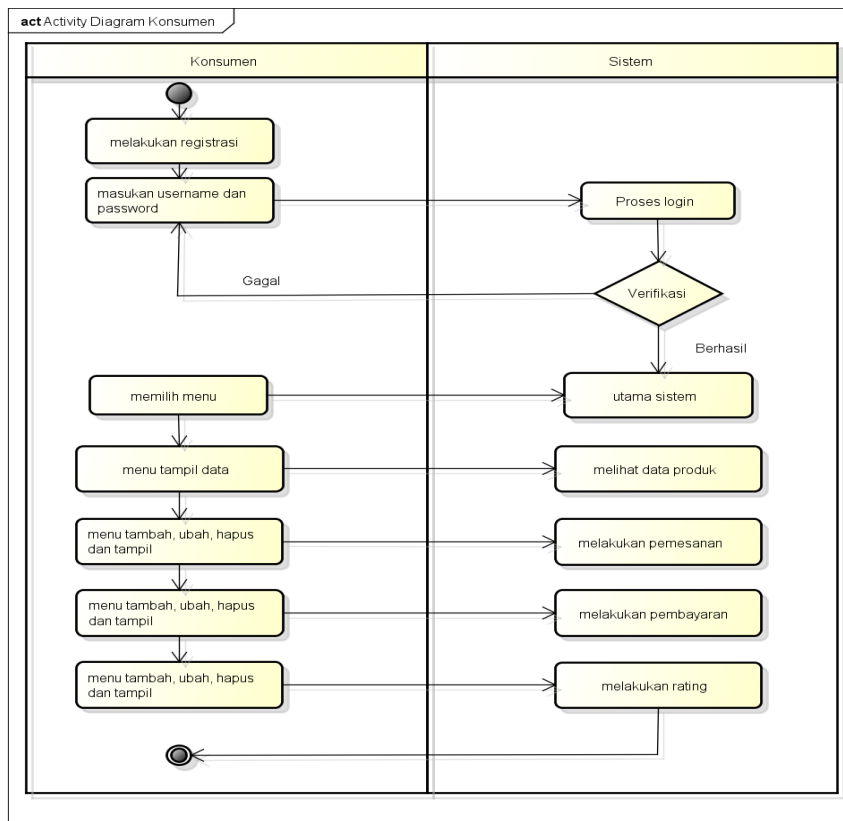 act Activity Diagram Konsumen
Konsumen
Sistem
melakukan registrasi
masukan username dan
password
Proses login
Gagal
Verifikasi
Berhasil
memilih menu
utama sistem
menu tampil data
melihat data produk
menu tambah, ubah, hapus
dan tampil
melakukan pemesanan
menu tambah, ubah, hapus
dan tampil
melakukan pembayaran
menu tambah, ubah, hapus
dan tampil
melakukan rating